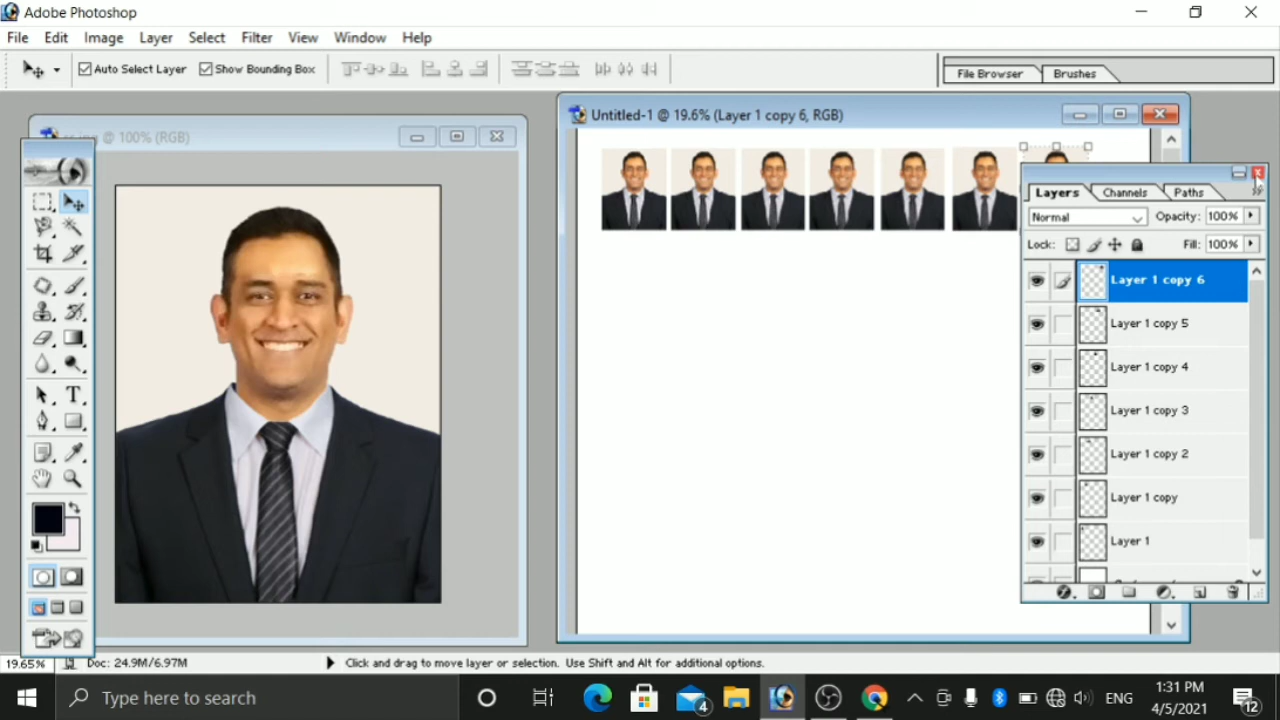 Adobe Photoshop
File Edit Image Layer Select Filter View Window Help
Auto Select Layer Show Bounding Box
File Browser Brushes
@ 100% (RGB)
Untitled-1 @ 19.6% (Layer 1 copy 6, RGB)
Layers Channels Paths
Normal Opacity: 100%
Lock: Fill: 100%
Layer 1 copy 6
Layer 1 copy 5
Layer 1 copy 4
Layer 1 copy 3
Layer 1 copy 2
Layer 1 copy
Layer 1
T
19.65% Doc: 24.9M/6.97M Click and drag to move layer or selection. Use Shift and Alt for additional options.
Type here to search
4
ENG
1:31 PM
4/5/2021
12